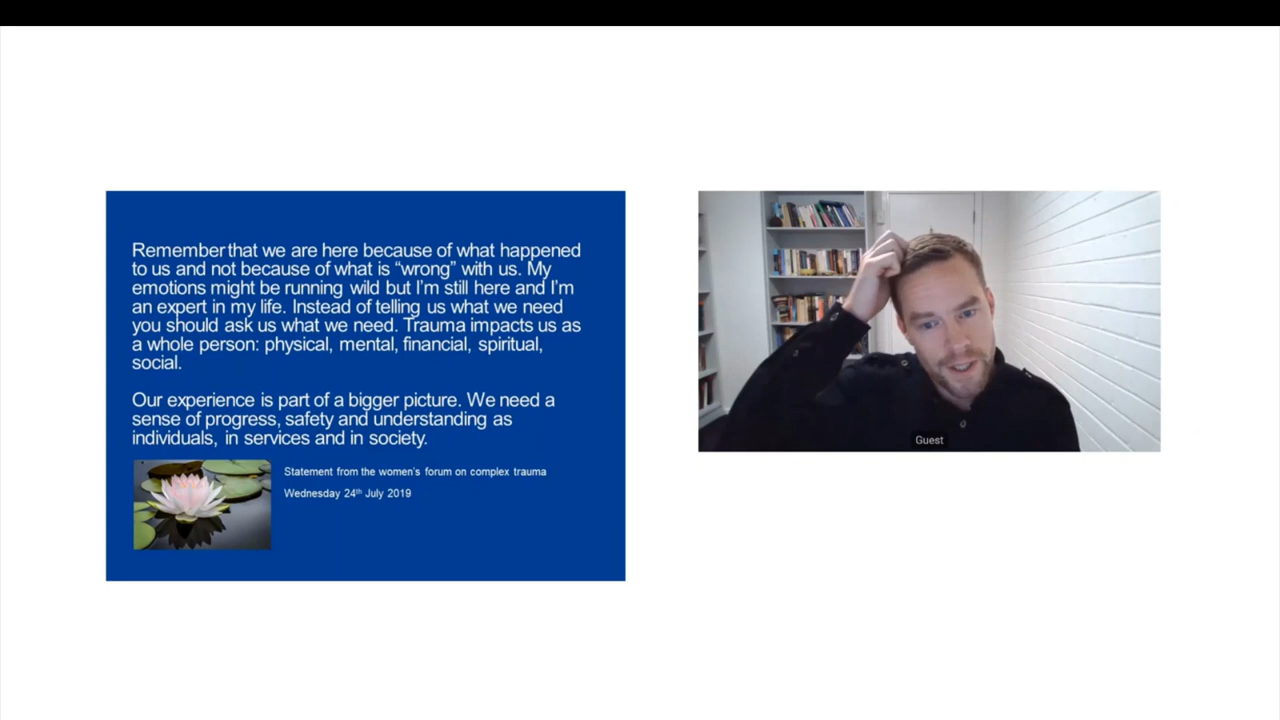 Remember that we are here because of what happened
to us and not because of what is “wrong” with us. My
emotions might be running wild but I’m still here and I’m
an expert in my life. Instead of telling us what we need
you should ask us what we need. Trauma impacts us as
a whole person: physical, mental, financial, spiritual,
social.
Our experience is part of a bigger picture. We need a
sense of progress, safety and understanding as
individuals, in services and in society.
Statement from the women’s forum on complex trauma
Wednesday 24th July 2019
Guest